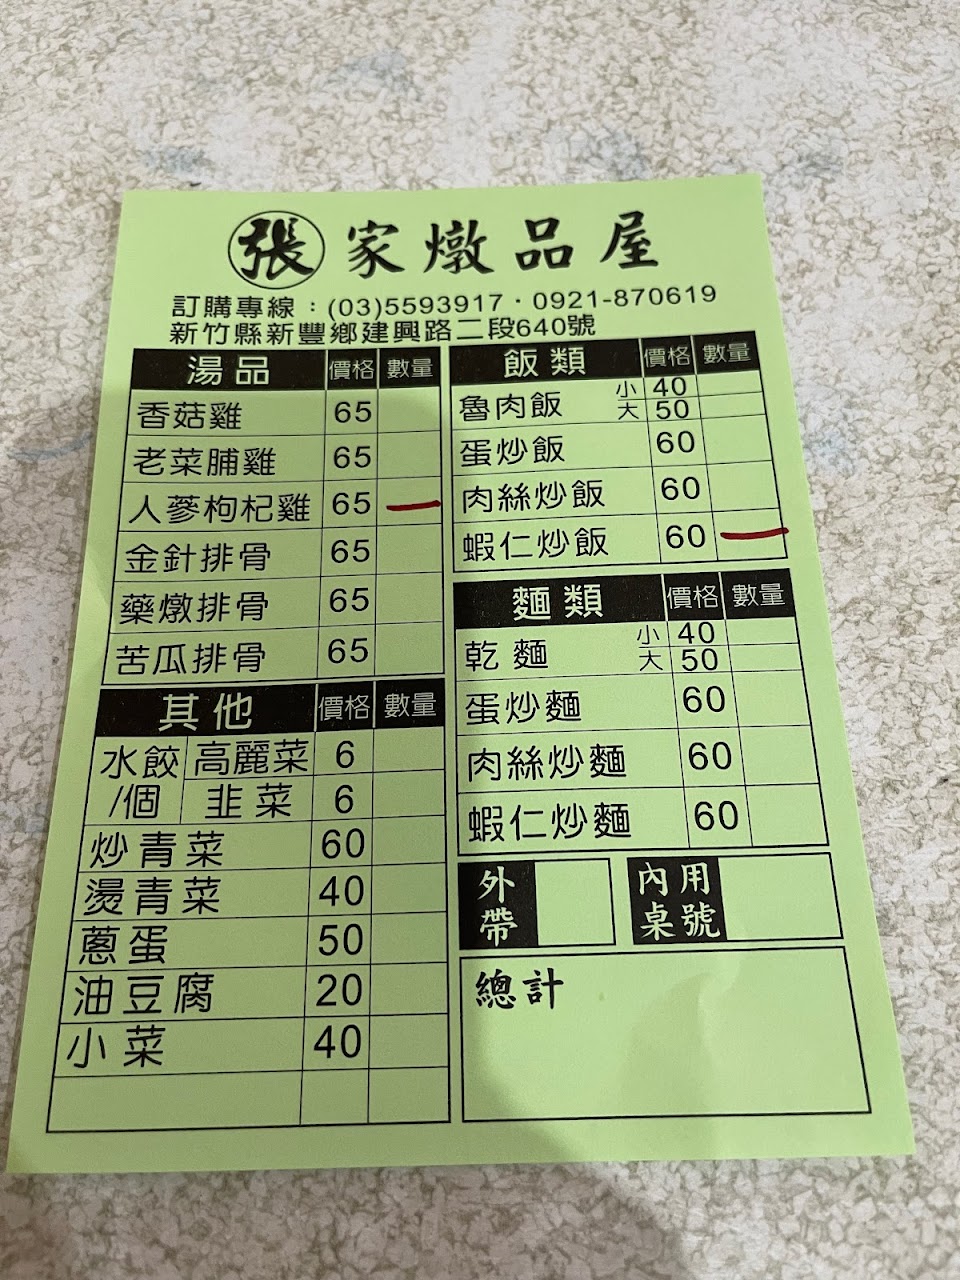 張家燉品屋
訂購專線：(03)5593917·0921-870619
新竹縣新豐鄉建興路二段640號
湯品 價格 數量
香菇雞 65
老菜脯雞 65
人蔘枸杞雞 65 一
金針排骨 65
藥燉排骨 65
苦瓜排骨 65
其他 價格 數量
水餃/個 高麗菜 6
韭菜 6
炒青菜 60
燙青菜 40
蔥蛋 50
油豆腐 20
小菜 40
飯類 價格 數量
魯肉飯 小 40
大 50
蛋炒飯 60
肉絲炒飯 60
蝦仁炒飯 60 一
麵類 價格 數量
乾麵 小 40
大 50
蛋炒麵 60
肉絲炒麵 60
蝦仁炒麵 60
外帶
內用桌號
總計